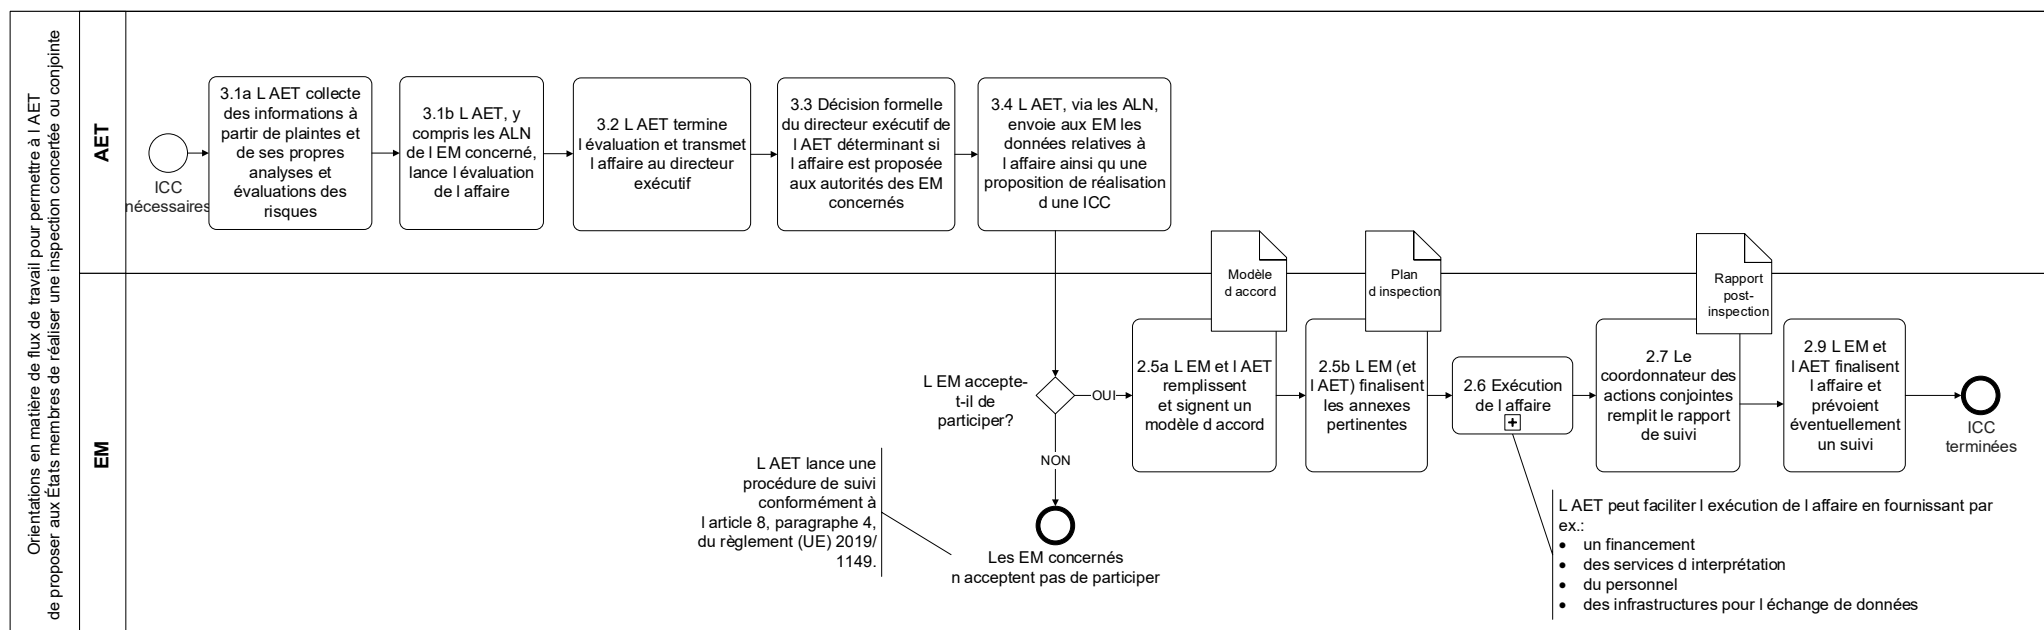 Orientations en matière de flux de travail pour permettre à l AET
de proposer aux États membres de réaliser une inspection concertée ou conjointe
AET
ICC
nécessaires
3.1a L AET collecte
des informations à
partir de plaintes et
de ses propres
analyses et
évaluations des
risques
3.1b L AET, y
compris les ALN
de l EM concerné,
lance l évaluation
de l affaire
3.2 L AET termine
l évaluation et transmet
l affaire au directeur
exécutif
3.3 Décision formelle
du directeur exécutif de
l AET déterminant si
l affaire est proposée
aux autorités des EM
concernés
3.4 L AET, via les ALN,
envoie aux EM les
données relatives à
l affaire ainsi qu une
proposition de réalisation
d une ICC
EM
L EM accepte-
t-il de
participer?
OUI
NON
L AET lance une
procédure de suivi
conformément à
l article 8, paragraphe 4,
du règlement (UE) 2019/
1149.
Les EM concernés
n acceptent pas de participer
Modèle
d accord
2.5a L EM et l AET
remplissent
et signent un
modèle d accord
Plan
d inspection
2.5b L EM (et
l AET) finalisent
les annexes
pertinentes
2.6 Exécution
de l affaire
Rapport
post-
inspection
2.7 Le
coordonnateur des
actions conjointes
remplit le rapport
de suivi
2.9 L EM et
l AET finalisent
l affaire et
prévoient
éventuellement
un suivi
ICC
terminées
L AET peut faciliter l exécution de l affaire en fournissant par
ex.:
• un financement
• des services d interprétation
• du personnel
• des infrastructures pour l échange de données